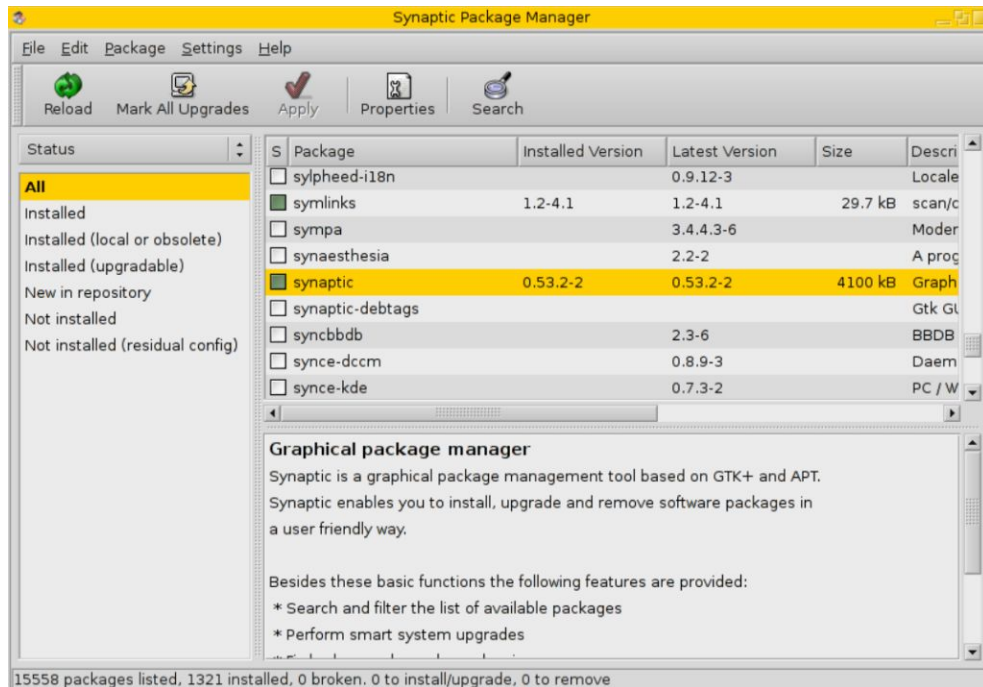 Synaptic Package Manager
File Edit Package Settings Help
Reload Mark All Upgrades Apply Properties Search
Status
All
Installed
Installed (local or obsolete)
Installed (upgradable)
New in repository
Not installed
Not installed (residual config)
S Package Installed Version Latest Version Size Descri
sylpheed-i18n 0.9.12-3 Locale
symlinks 1.2-4.1 1.2-4.1 29.7 kB scan/c
sympa 3.4.4.3-6 Moder
synaesthesia 2.2-2 A prog
synaptic 0.53.2-2 0.53.2-2 4100 kB Graph
synaptic-debtags Gtk GU
syncbbdb 2.3-6 BBDB
synce-dccm 0.8.9-3 Daem
synce-kde 0.7.3-2 PC / W
Graphical package manager
Synaptic is a graphical package management tool based on GTK+ and APT.
Synaptic enables you to install, upgrade and remove software packages in
a user friendly way.
Besides these basic functions the following features are provided:
* Search and filter the list of available packages
* Perform smart system upgrades
15558 packages listed, 1321 installed, 0 broken. 0 to install/upgrade, 0 to remove